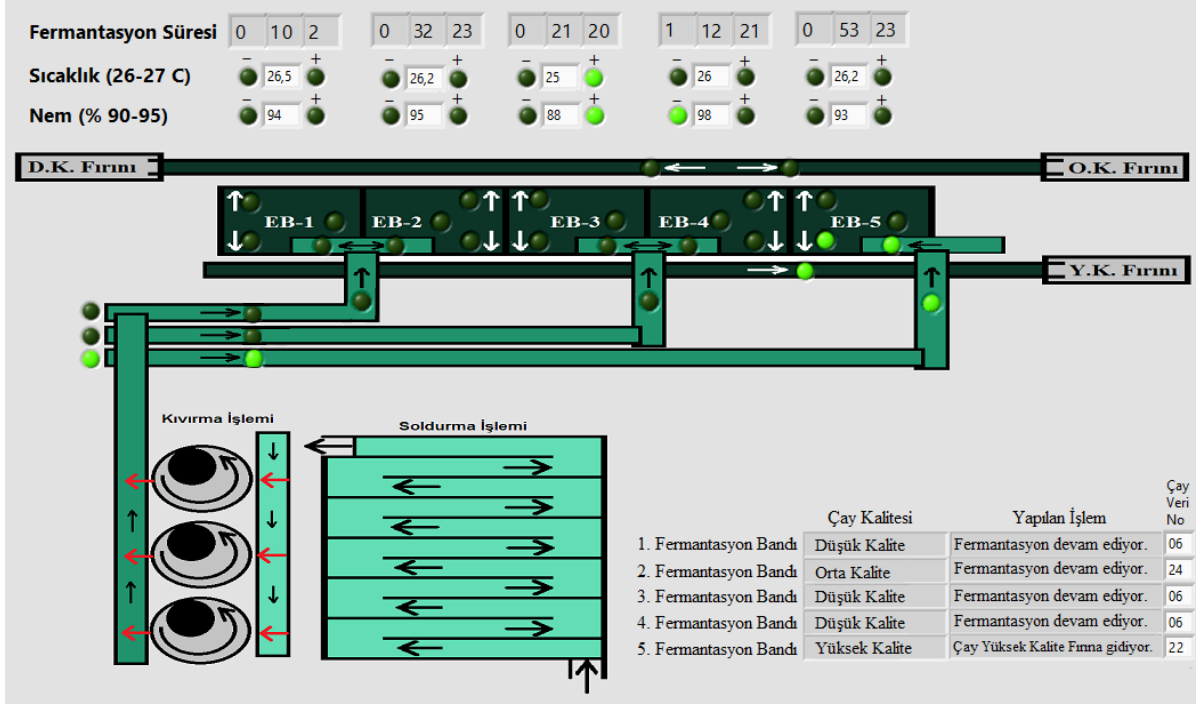 Fermantasyon Süresi 0 10 2 0 32 23 0 21 20 1 12 21 0 53 23
- + - + - + - + - +
Sıcaklık (26-27 C) 26,5 26,2 25 26 26,2
- + - + - + - + - +
Nem (% 90-95) 94 95 88 98 93
D.K. Fırını O.K. Fırını
EB-1 EB-2 EB-3 EB-4 EB-5
Y.K. Fırını
Kıvırma İşlemi
Soldurma İşlemi
Çay Kalitesi Yapılan İşlem Çay Veri No
1. Fermantasyon Bandı Düşük Kalite Fermantasyon devam ediyor. 06
2. Fermantasyon Bandı Orta Kalite Fermantasyon devam ediyor. 24
3. Fermantasyon Bandı Düşük Kalite Fermantasyon devam ediyor. 06
4. Fermantasyon Bandı Düşük Kalite Fermantasyon devam ediyor. 06
5. Fermantasyon Bandı Yüksek Kalite Çay Yüksek Kalite Fırına gidiyor. 22